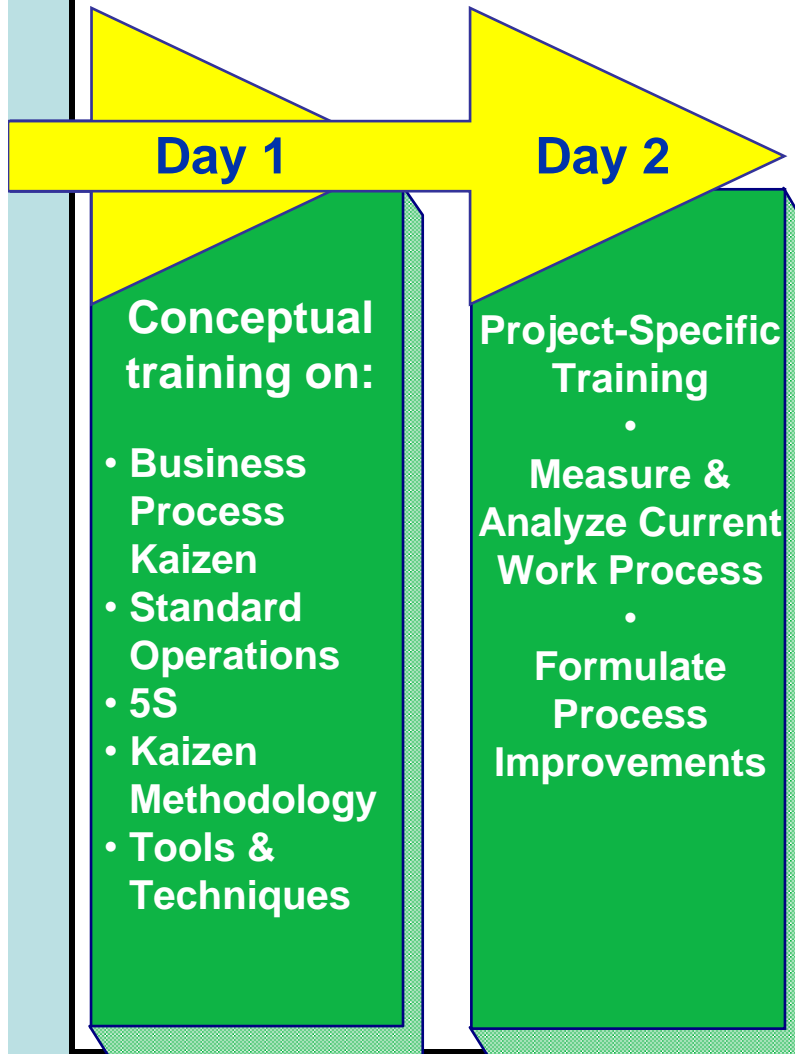 Day 1
Conceptual
training on:
• Business
Process
Kaizen
• Standard
Operations
• 5S
• Kaizen
Methodology
• Tools &
Techniques
Day 2
Project-Specific
Training
•
Measure &
Analyze Current
Work Process
•
Formulate
Process
Improvements